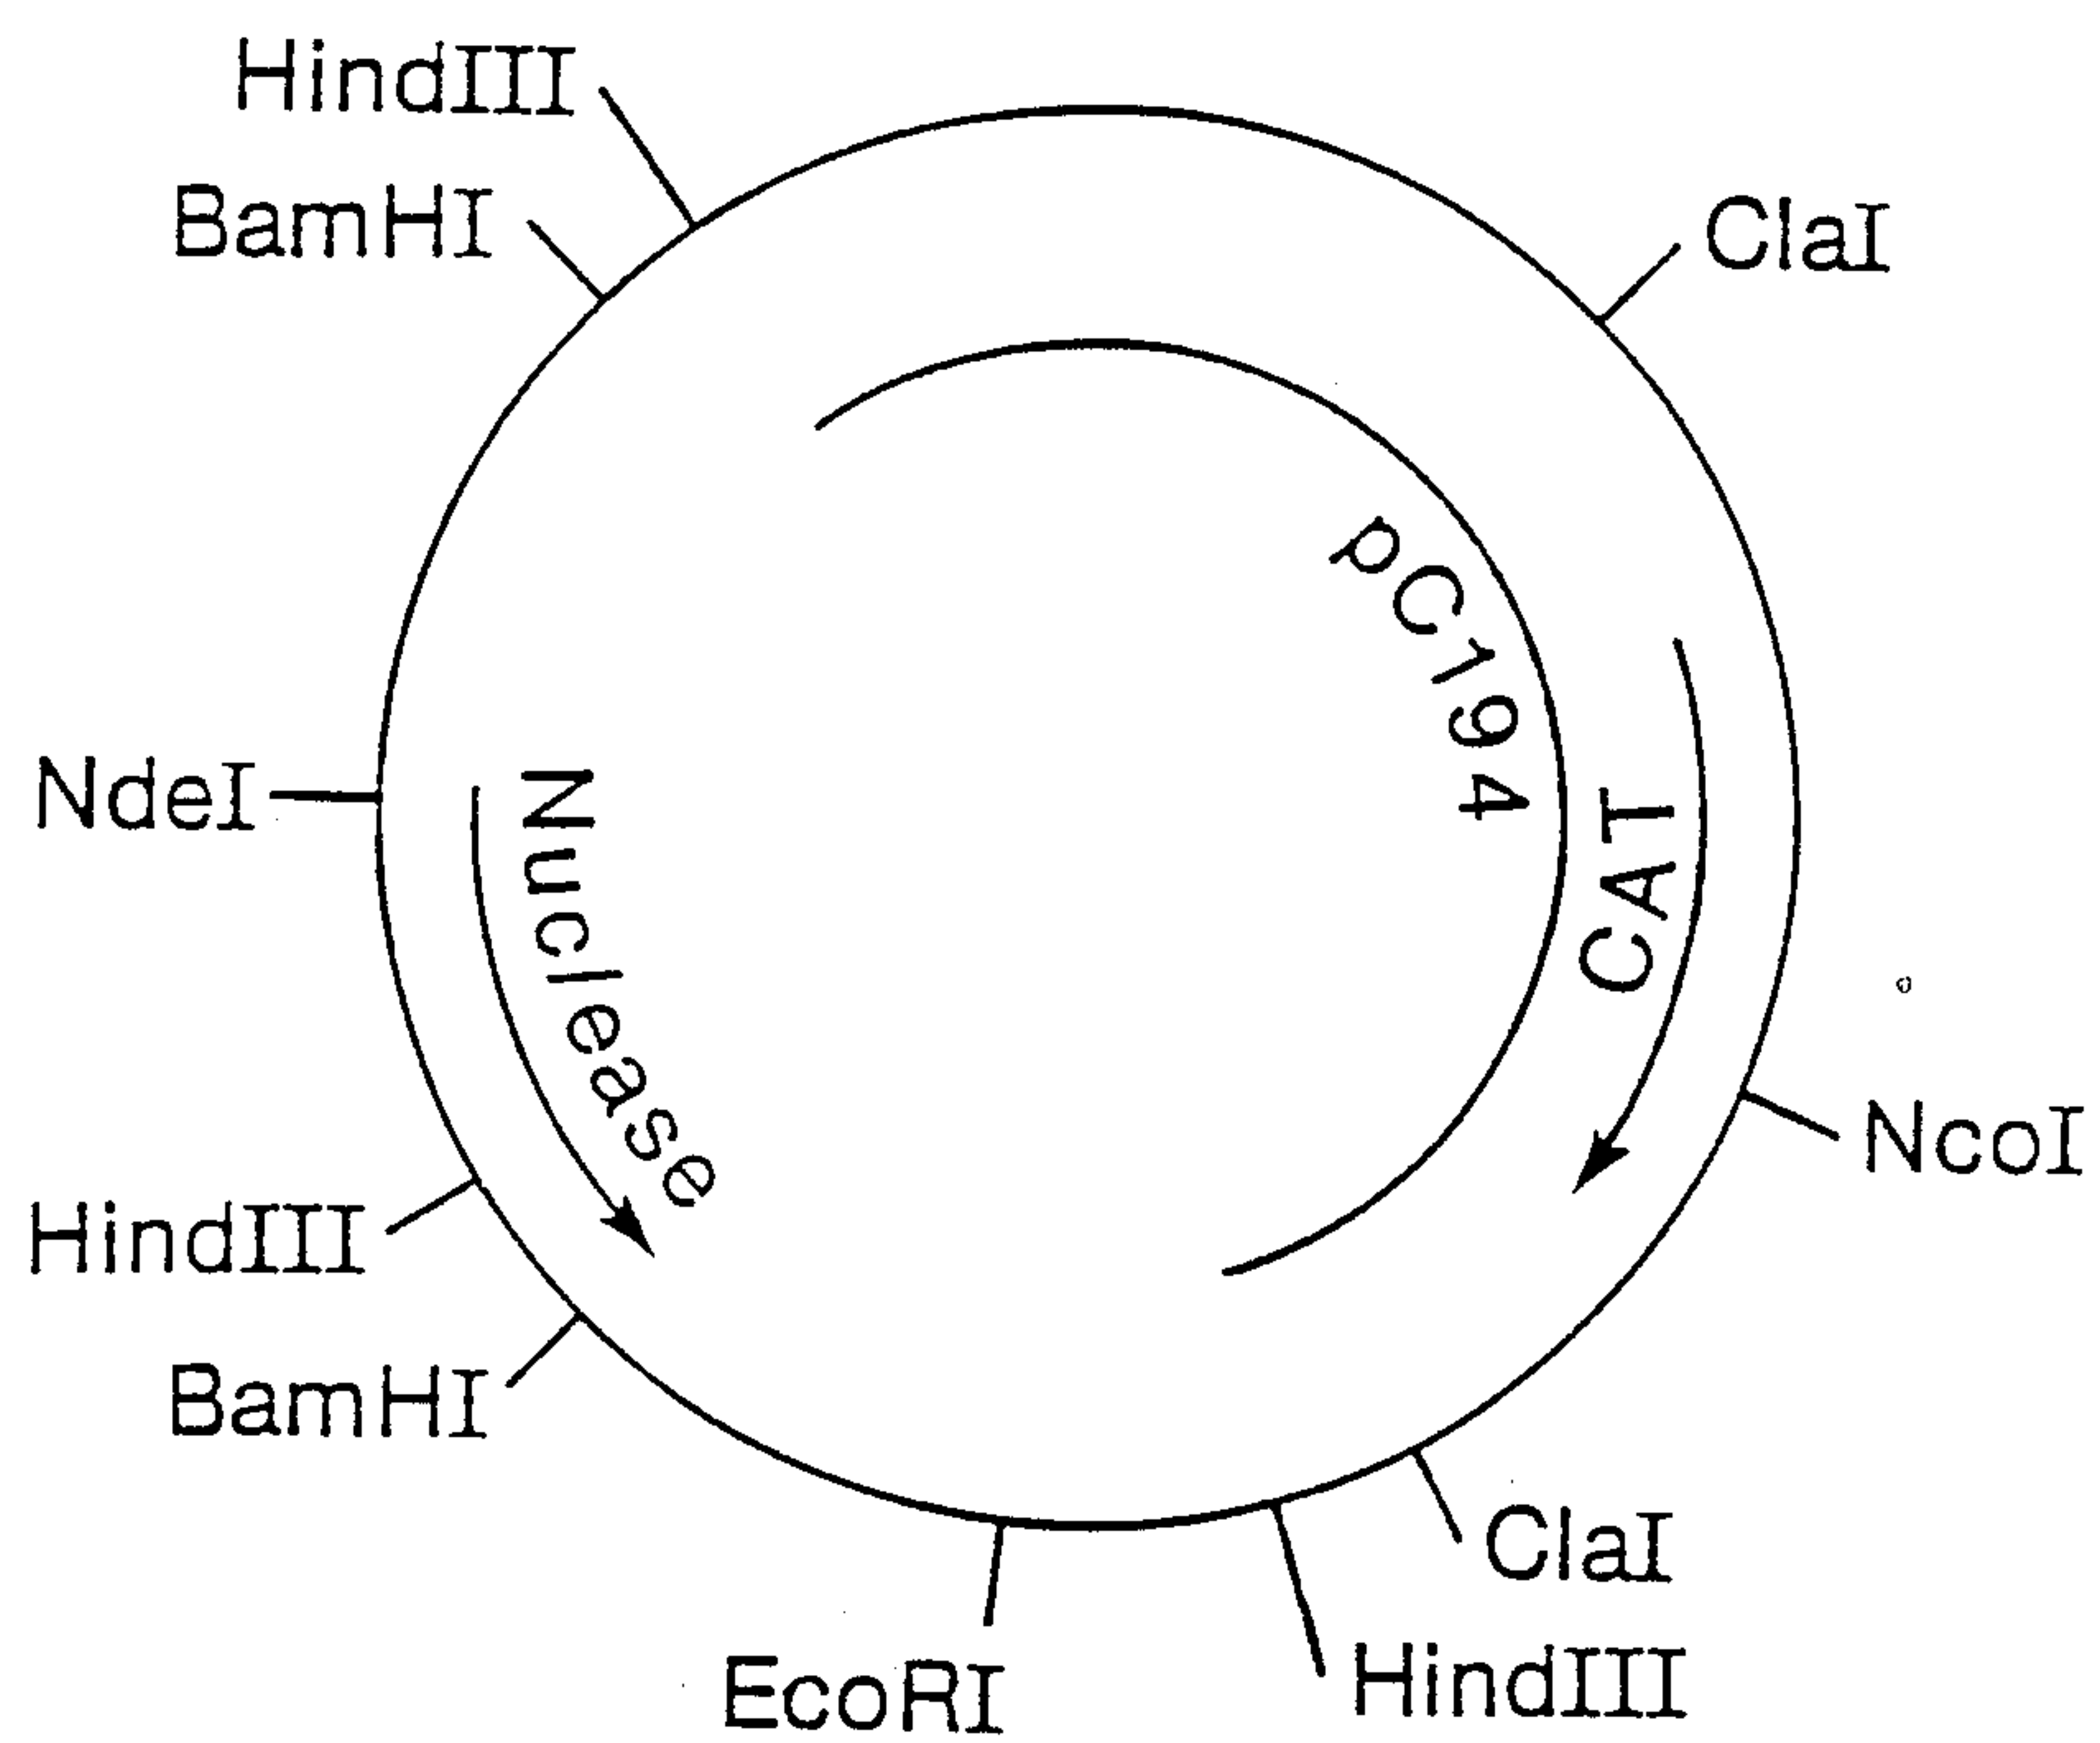 HindIII
BamHI
ClaI
pC194
NdeI
Nuclease
CAT
NcoI
HindIII
BamHI
ClaI
HindIII
EcoRI